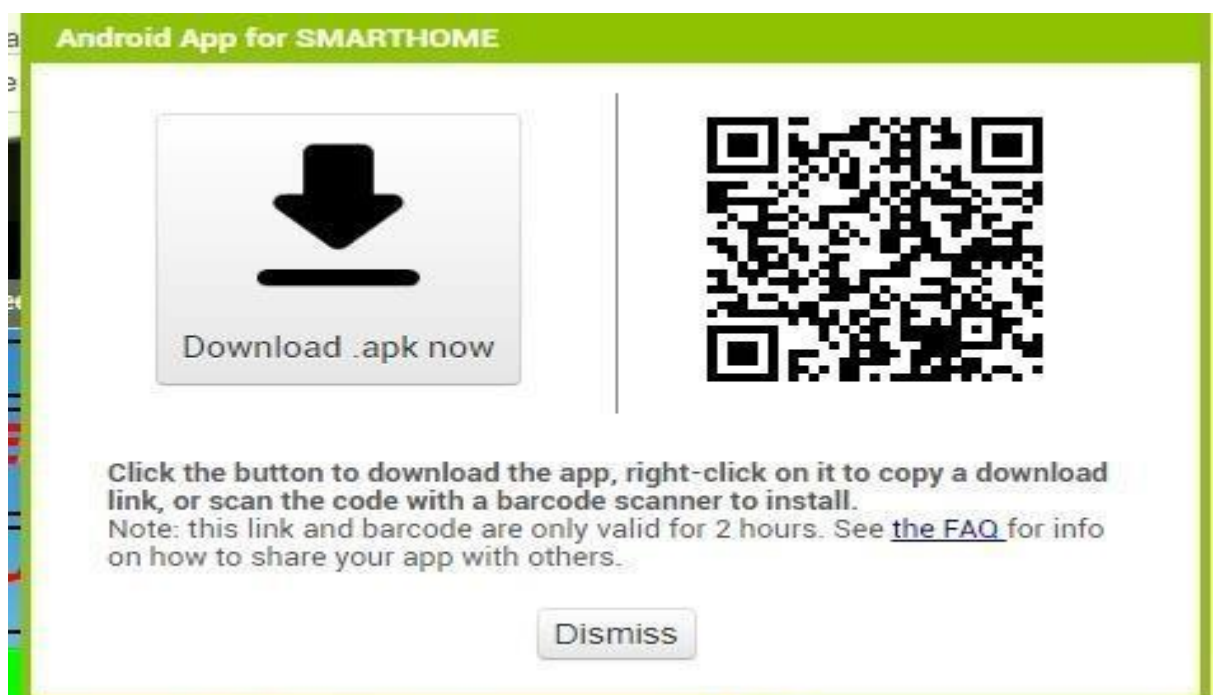 Android App for SMARTHOME
Download .apk now
Click the button to download the app, right-click on it to copy a download
link, or scan the code with a barcode scanner to install.
Note: this link and barcode are only valid for 2 hours. See the FAQ for info
on how to share your app with others.
Dismiss